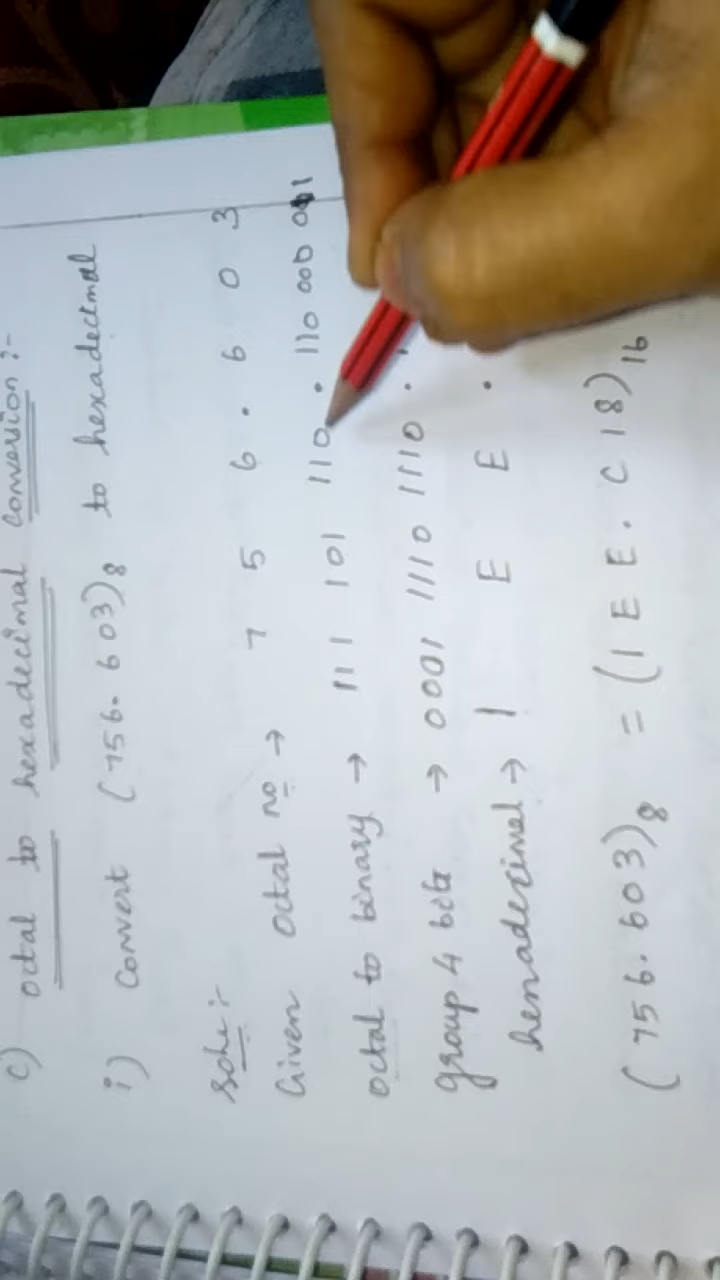 c) octal to hexadecimal conversion :-
i) Convert (756.603)8 to hexadecimal
Soln :-
Given octal no → 7 5 6 . 6 0 3
octal to binary → 111 101 110 . 110 000
group 4 bits → 0001 1110 1110 .
hexadecimal → 1 E E .
(756.603)8 = (1EE.C18)16